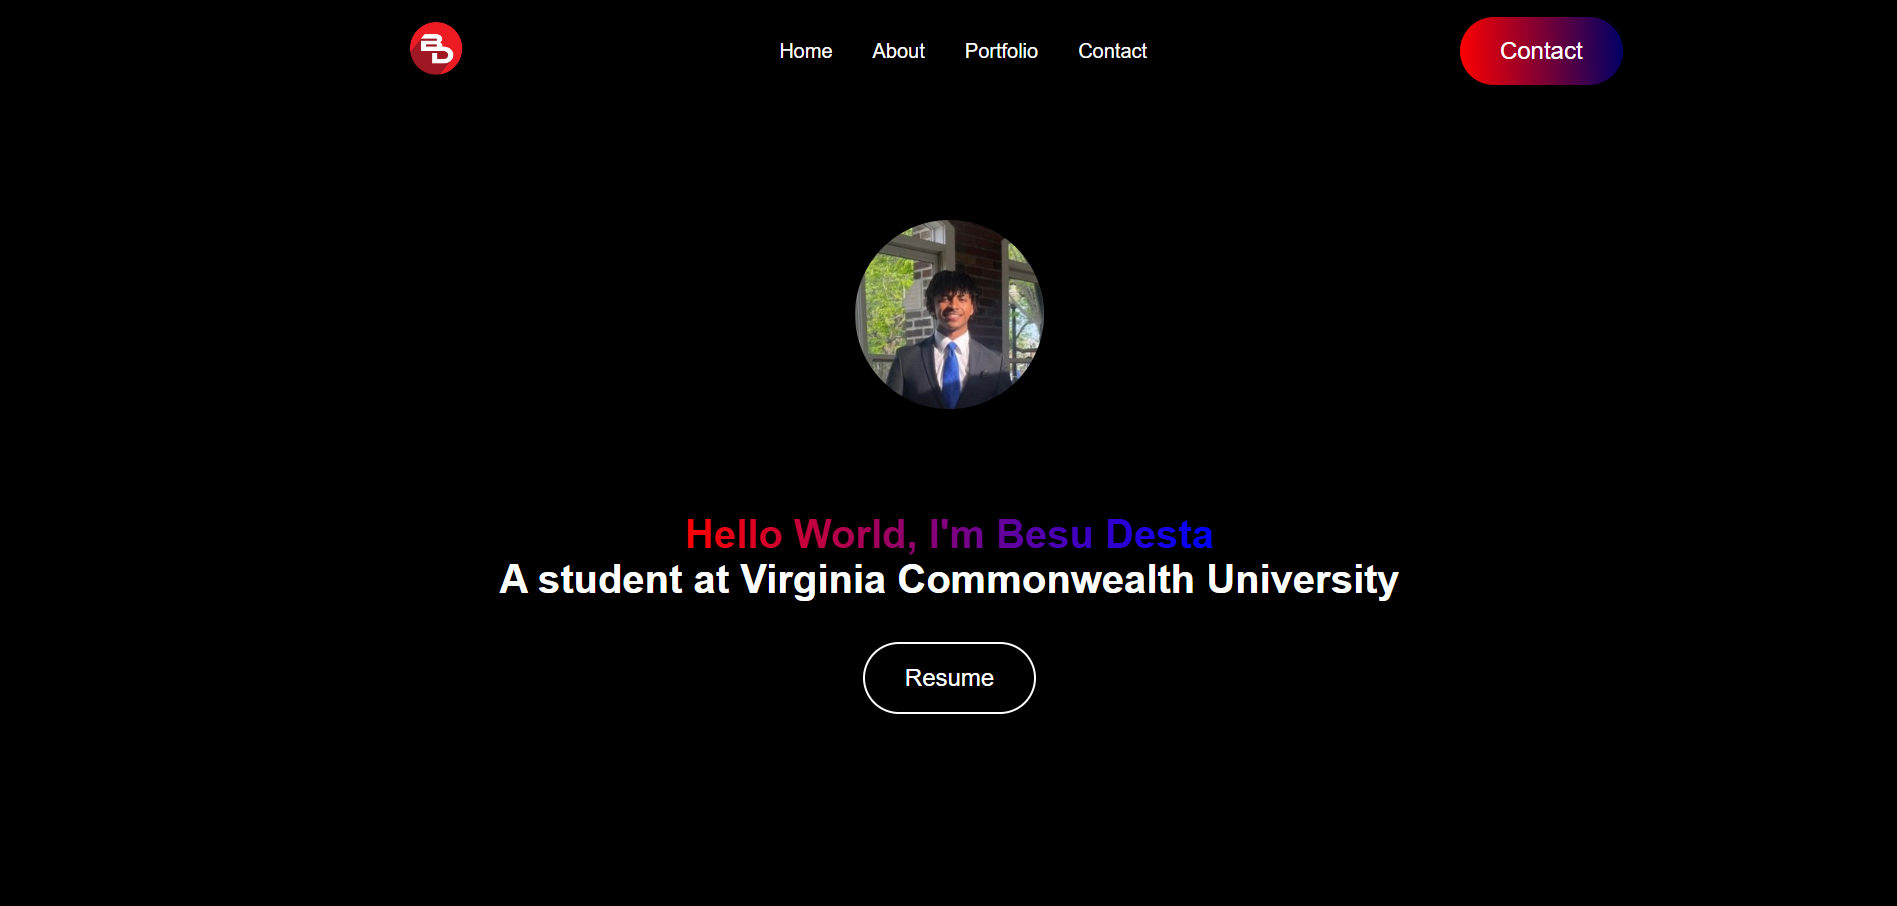 BD
Home About Portfolio Contact
Contact
Hello World, I'm Besu Desta
A student at Virginia Commonwealth University
Resume